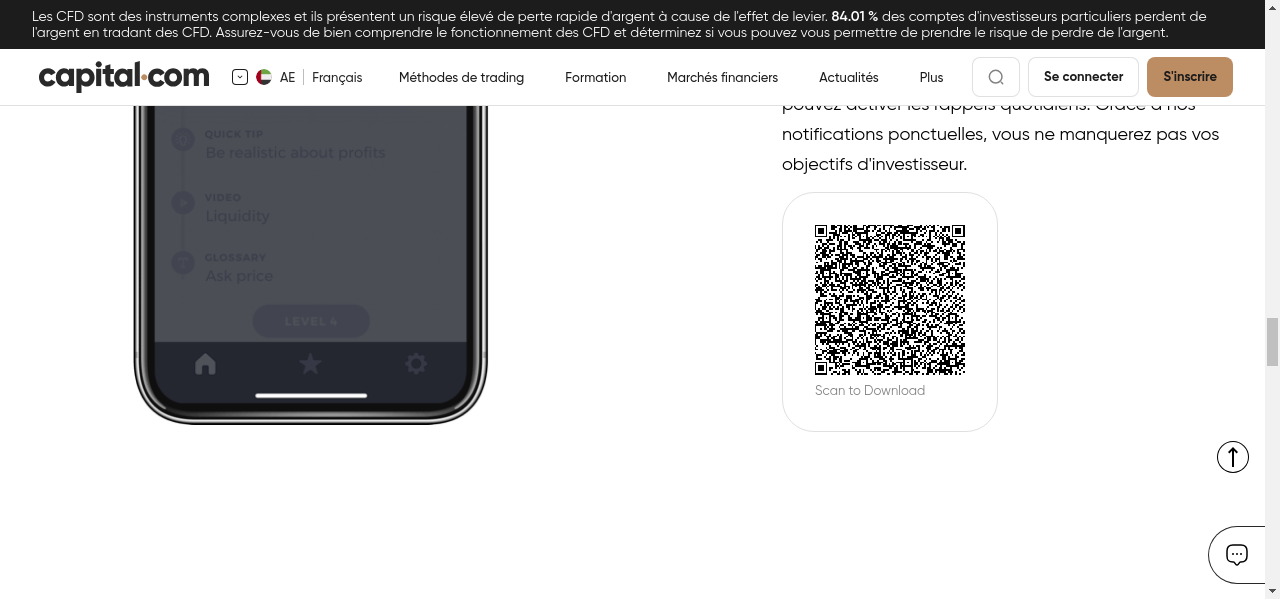 Les CFD sont des instruments complexes et ils présentent un risque élevé de perte rapide d'argent à cause de l'effet de levier. 84.01 % des comptes d'investisseurs particuliers perdent de
l'argent en tradant des CFD. Assurez-vous de bien comprendre le fonctionnement des CFD et déterminez si vous pouvez vous permettre de prendre le risque de perdre de l'argent.
capital.com
AE
Français
Méthodes de trading
Formation
Marchés financiers
Actualités
Plus
Se connecter
S'inscrire
pouvez activer les rappels quotidiens. Grâce à nos
notifications ponctuelles, vous ne manquerez pas vos
objectifs d'investisseur.
QUICK TIP
Be realistic about profits
VIDEO
Liquidity
GLOSSARY
Ask price
LEVEL 4
Scan to Download